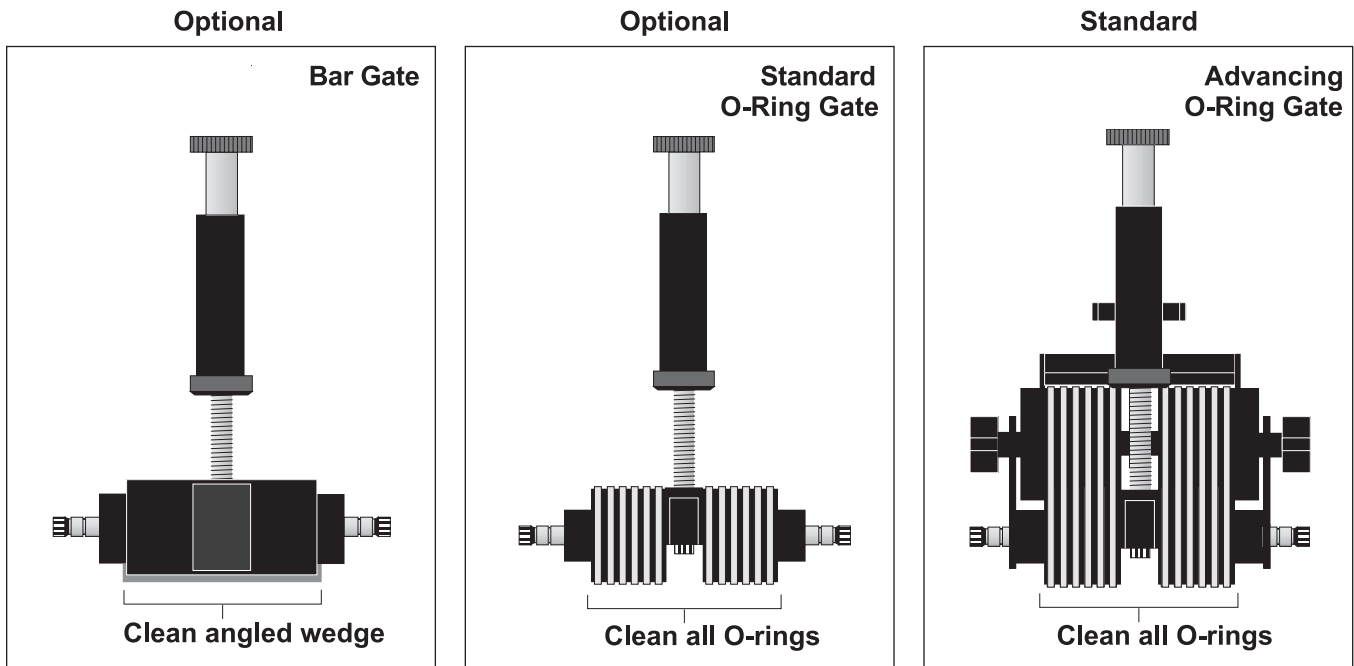 Optional
Bar Gate
Clean angled wedge
Optional
Standard
O-Ring Gate
Clean all O-rings
Standard
Advancing
O-Ring Gate
Clean all O-rings